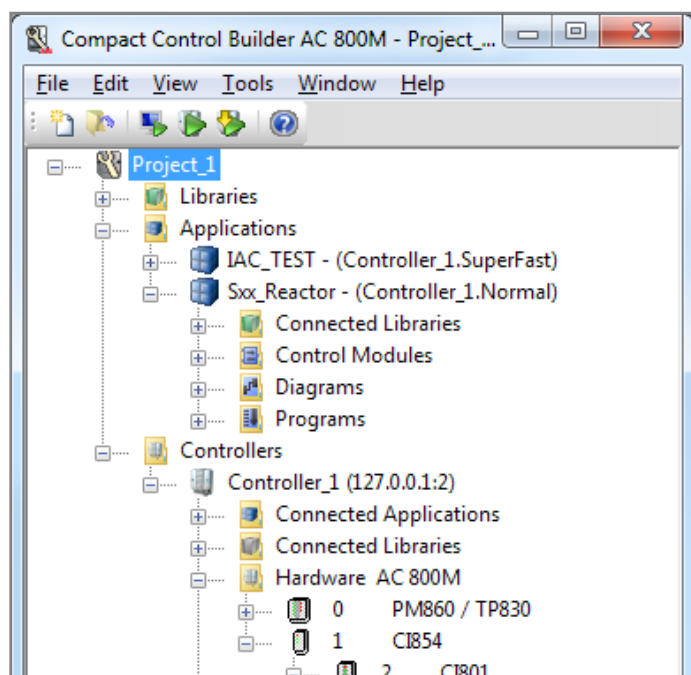 Compact Control Builder AC 800M - Project_...
File Edit View Tools Window Help
Project_1
Libraries
Applications
IAC_TEST - (Controller_1.SuperFast)
Sxx_Reactor - (Controller_1.Normal)
Connected Libraries
Control Modules
Diagrams
Programs
Controllers
Controller_1 (127.0.0.1:2)
Connected Applications
Connected Libraries
Hardware AC 800M
0 PM860 / TP830
1 CI854
2 CI801